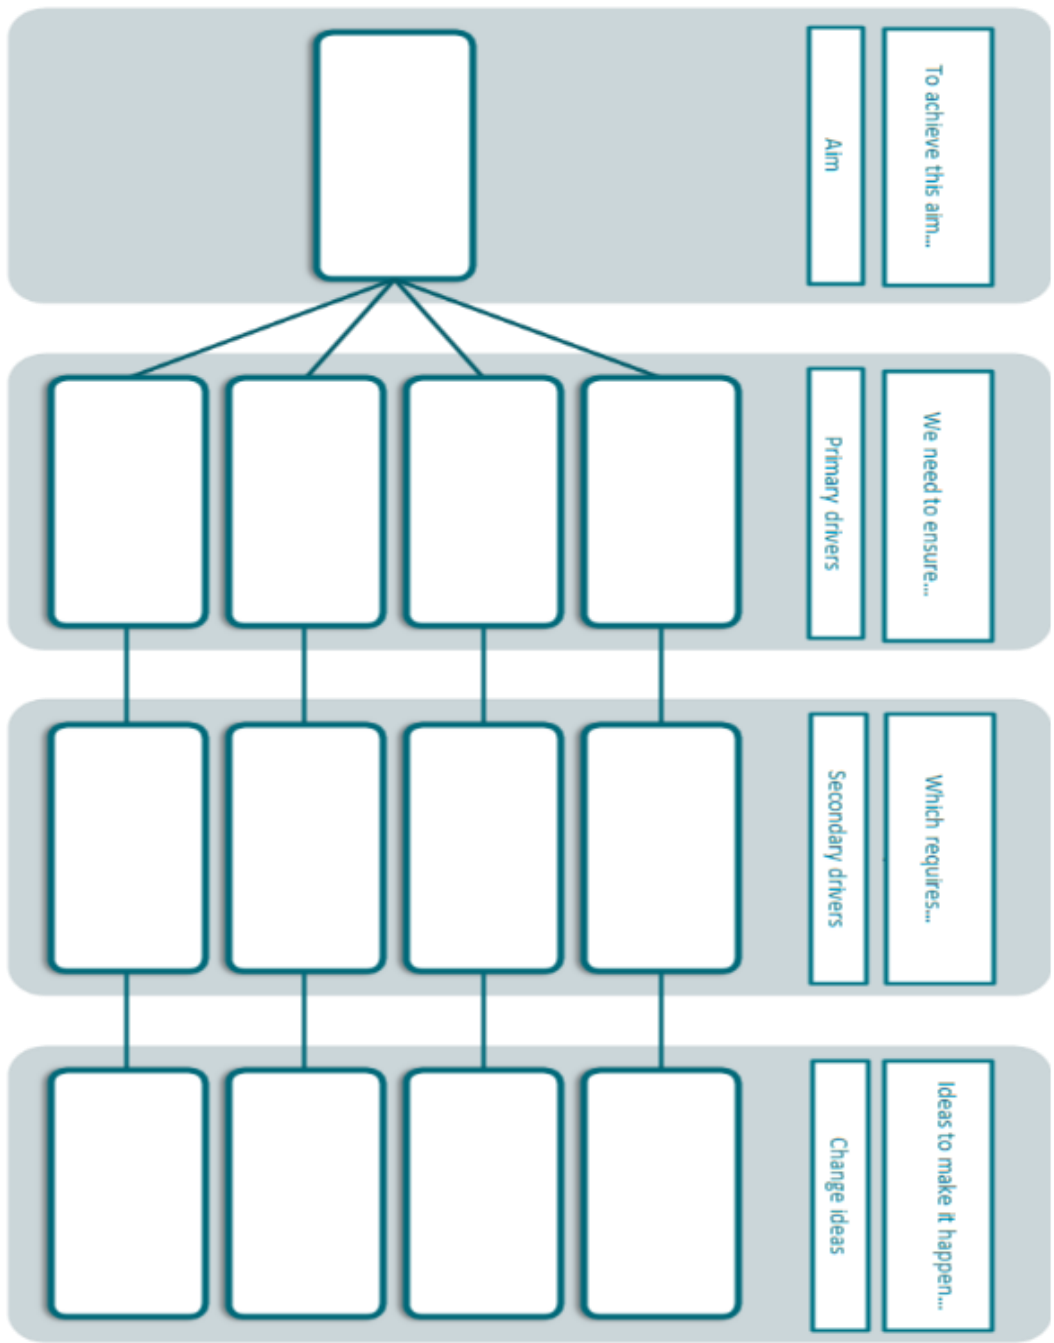 To achieve this aim...
We need to ensure...
Which requires...
Ideas to make it happen...
Aim
Primary drivers
Secondary drivers
Change ideas